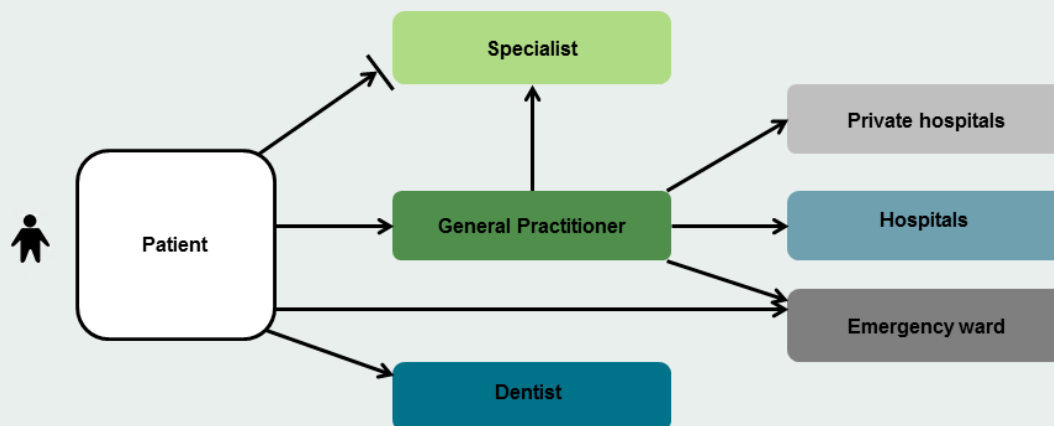 Specialist
Private hospitals
Patient
General Practitioner
Hospitals
Emergency ward
Dentist